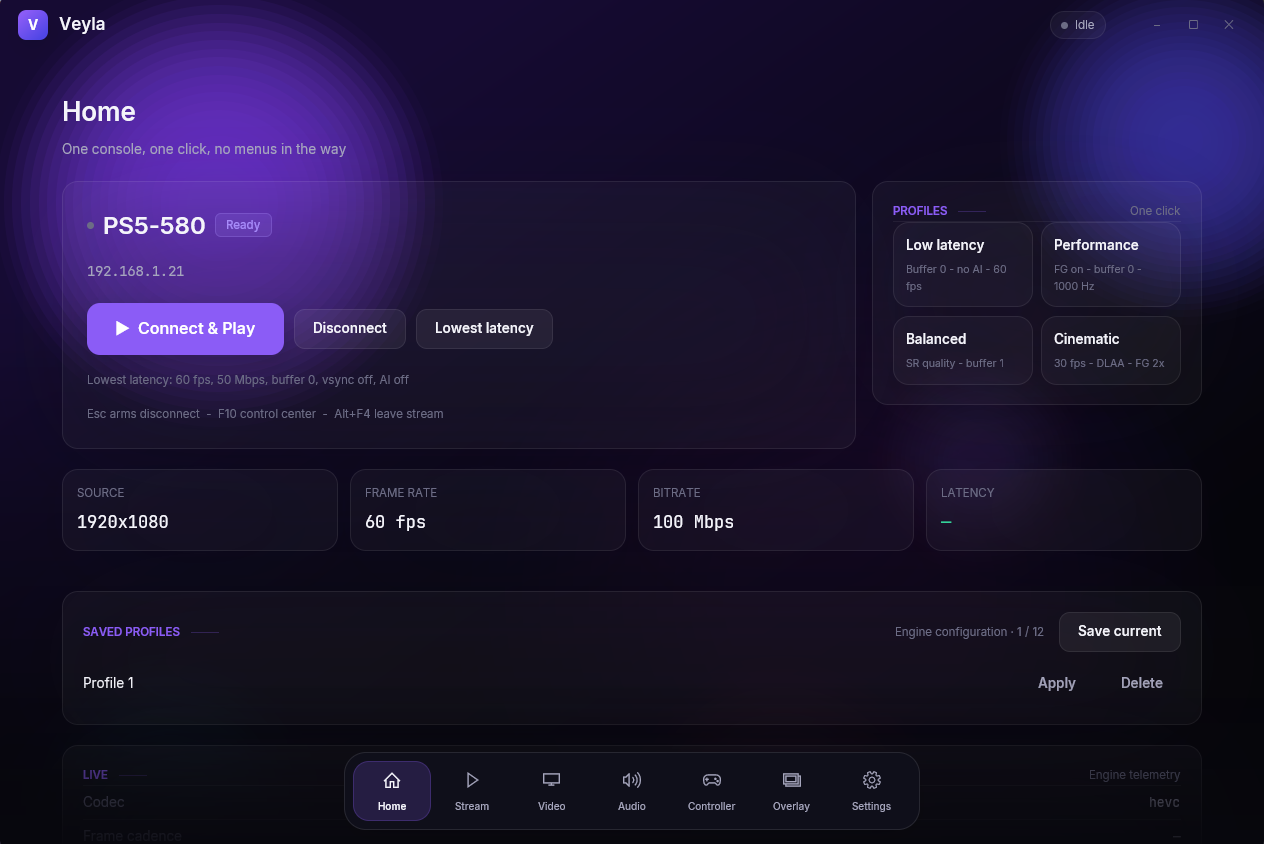 V Veyla
Idle
Home
One console, one click, no menus in the way
PS5-580 Ready
192.168.1.21
Connect & Play Disconnect Lowest latency
Lowest latency: 60 fps, 50 Mbps, buffer 0, vsync off, AI off
Esc arms disconnect - F10 control center - Alt+F4 leave stream
PROFILES One click
Low latency
Buffer 0 - no AI - 60
fps
Performance
FG on - buffer 0 -
1000 Hz
Balanced
SR quality - buffer 1
Cinematic
30 fps - DLAA - FG 2x
SOURCE
1920x1080
FRAME RATE
60 fps
BITRATE
100 Mbps
LATENCY
—
SAVED PROFILES Engine configuration · 1 / 12 Save current
Profile 1 Apply Delete
LIVE Engine telemetry
Codec hevc
Frame cadence —
Home Stream Video Audio Controller Overlay Settings